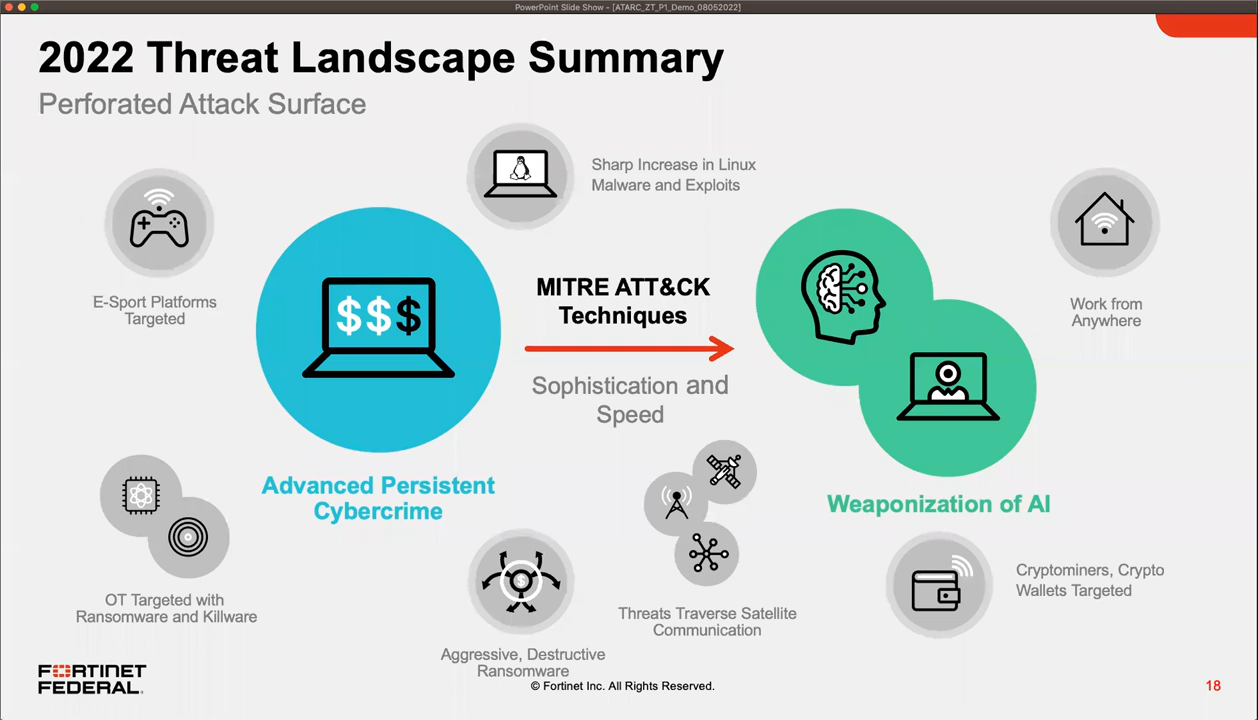 PowerPoint Slide Show - [ATARC_ZT_P1_Demo_08052022]
2022 Threat Landscape Summary
Perforated Attack Surface
Sharp Increase in Linux
Malware and Exploits
E-Sport Platforms
Targeted
$$$
MITRE ATT&CK
Techniques
Sophistication and
Speed
Work from
Anywhere
Advanced Persistent
Cybercrime
Weaponization of AI
OT Targeted with
Ransomware and Killware
$
Aggressive, Destructive
Ransomware
Threats Traverse Satellite
Communication
Cryptominers, Crypto
Wallets Targeted
FORTINET
FEDERAL
© Fortinet Inc. All Rights Reserved.
18